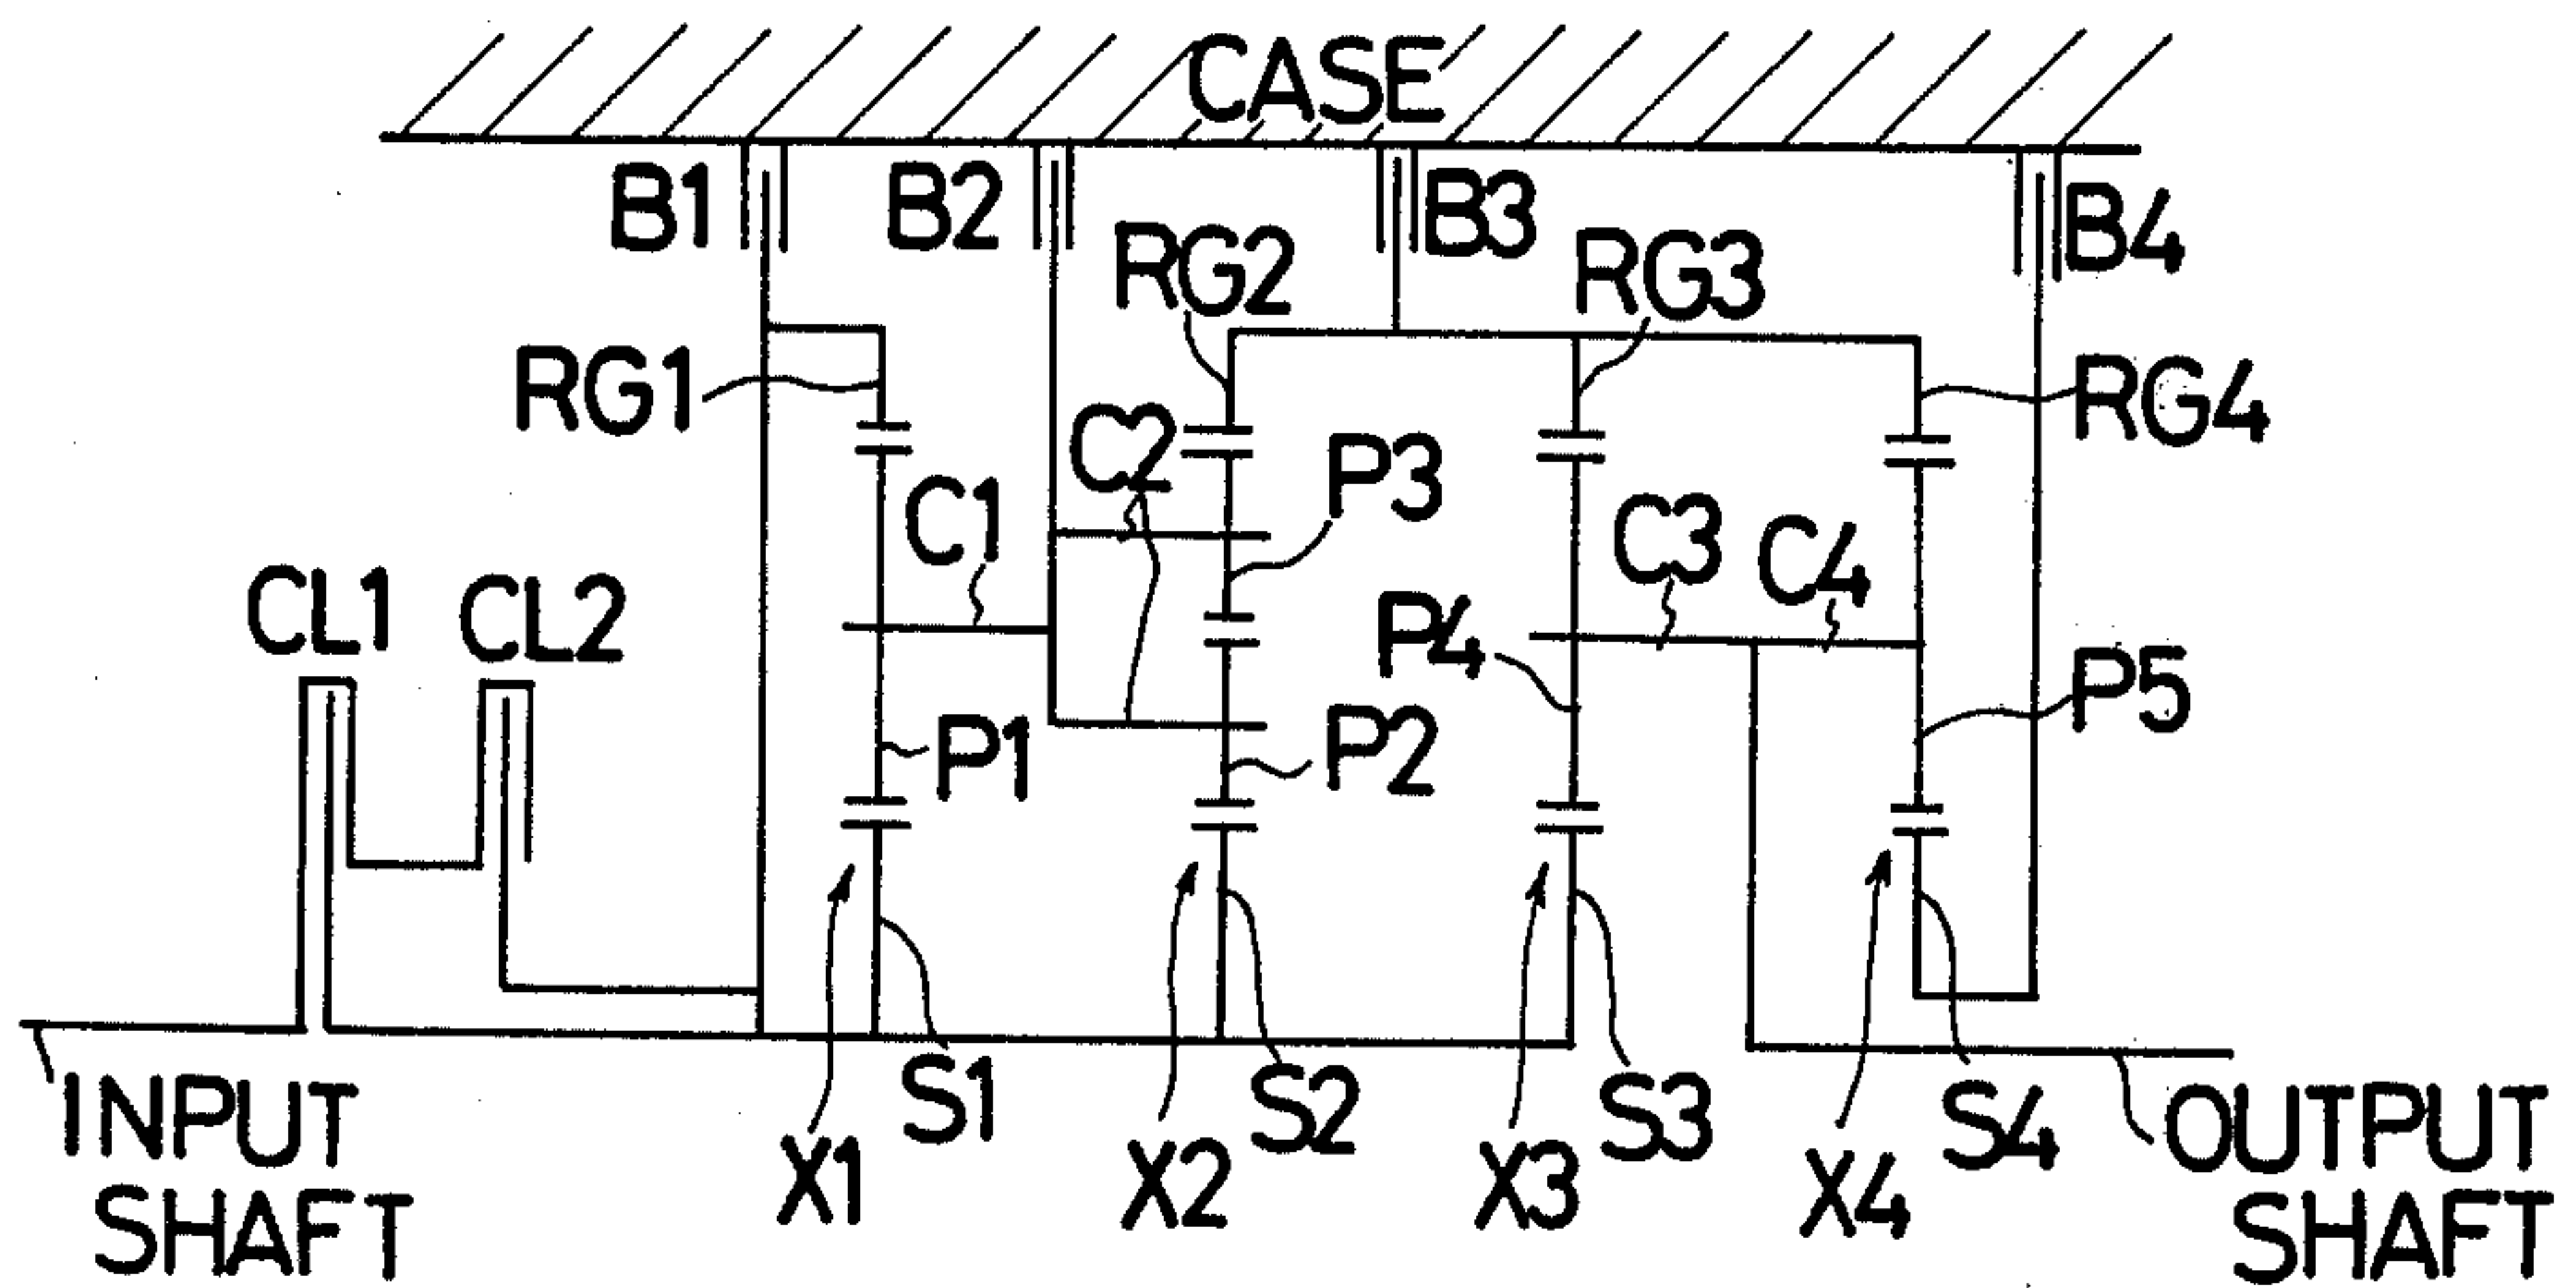 CASE
B1
B2
B3
B4
RG2
RG3
RG1
RG4
C2
P3
C1
C3
C4
CL1
CL2
P4
P5
P1
P2
S1
S2
S3
S4
X1
X2
X3
X4
INPUT
SHAFT
OUTPUT
SHAFT